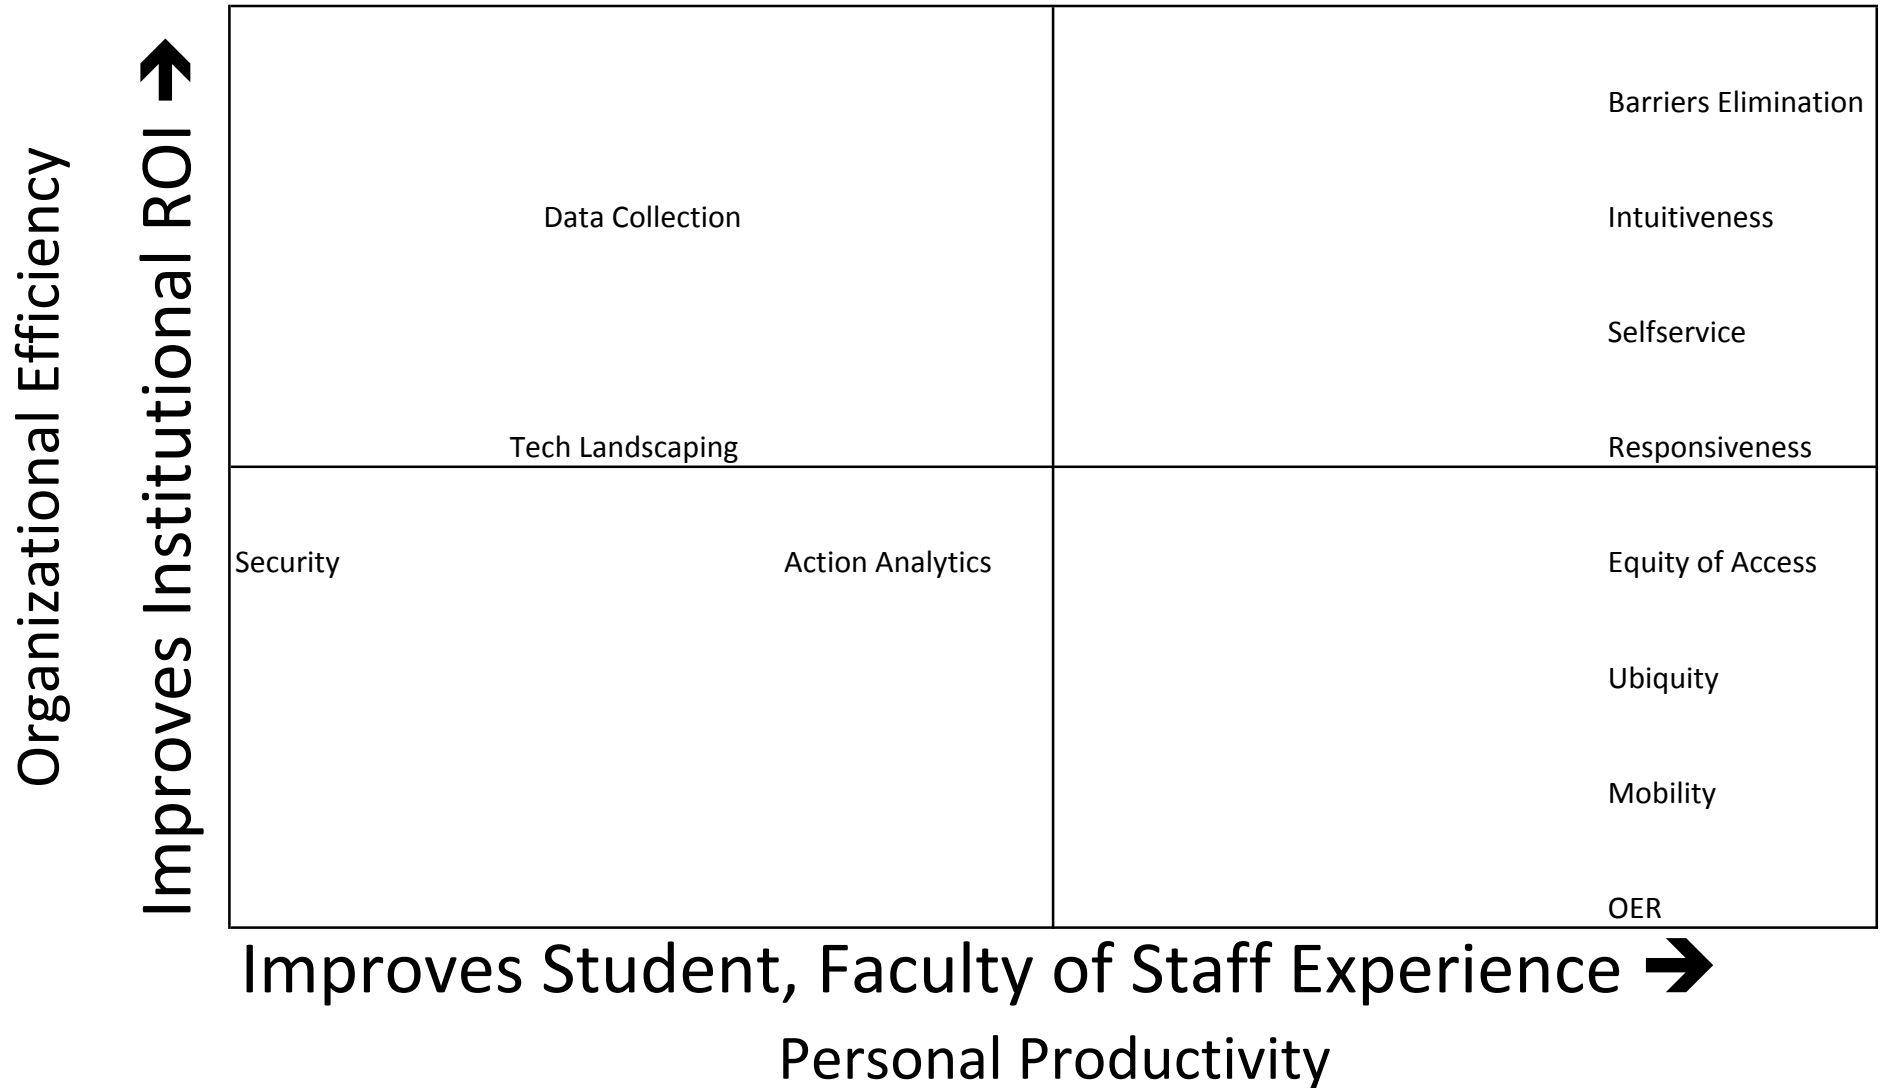 Organizational Efficiency
Improves Institutional ROI ➔
Barriers Elimination
Data Collection
Intuitiveness
Selfservice
Tech Landscaping
Responsiveness
Security
Action Analytics
Equity of Access
Ubiquity
Mobility
OER
Improves Student, Faculty of Staff Experience ➔
Personal Productivity